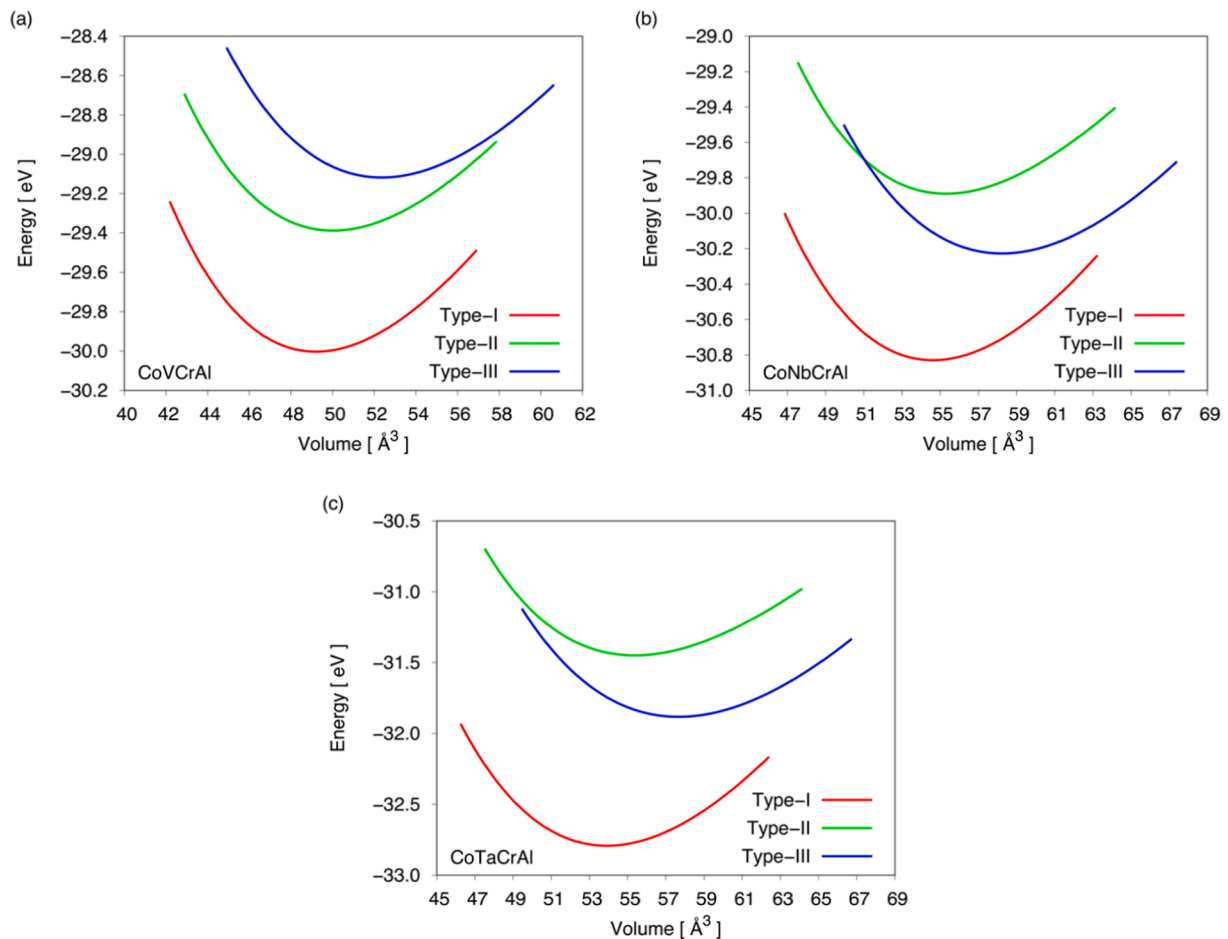 (a)
−28.4
−28.6
−28.8
−29.0
−29.2
−29.4
−29.6
−29.8
−30.0
−30.2
Energy [ eV ]
Type−I
Type−II
Type−III
CoVCrAl
40 42 44 46 48 50 52 54 56 58 60 62
Volume [ Å³ ]
(b)
−29.0
−29.2
−29.4
−29.6
−29.8
−30.0
−30.2
−30.4
−30.6
−30.8
−31.0
Energy [ eV ]
Type−I
Type−II
Type−III
CoNbCrAl
45 47 49 51 53 55 57 59 61 63 65 67 69
Volume [ Å³ ]
(c)
−30.5
−31.0
−31.5
−32.0
−32.5
−33.0
Energy [ eV ]
Type−I
Type−II
Type−III
CoTaCrAl
45 47 49 51 53 55 57 59 61 63 65 67 69
Volume [ Å³ ]